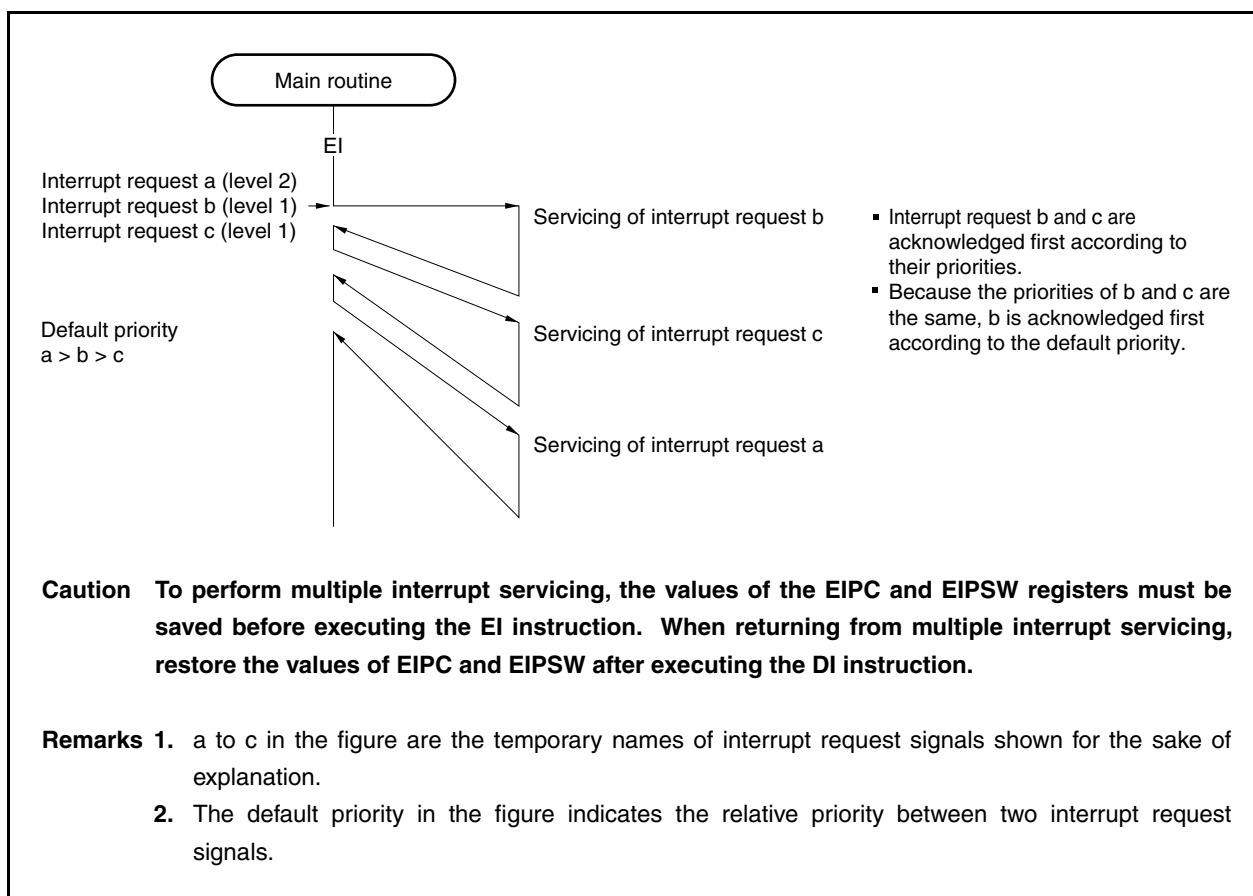 Main routine
EI
Interrupt request a (level 2)
Interrupt request b (level 1)
Interrupt request c (level 1)
Servicing of interrupt request b
▪ Interrupt request b and c are
acknowledged first according to
their priorities.
▪ Because the priorities of b and c are
the same, b is acknowledged first
according to the default priority.
Default priority
a > b > c
Servicing of interrupt request c
Servicing of interrupt request a
Caution To perform multiple interrupt servicing, the values of the EIPC and EIPSW registers must be
saved before executing the EI instruction. When returning from multiple interrupt servicing,
restore the values of EIPC and EIPSW after executing the DI instruction.
Remarks 1. a to c in the figure are the temporary names of interrupt request signals shown for the sake of
explanation.
2. The default priority in the figure indicates the relative priority between two interrupt request
signals.